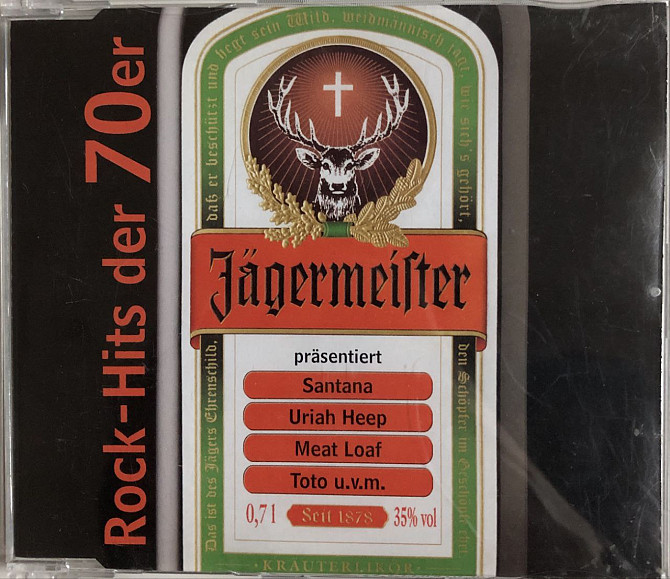 Rock-Hits der 70er
Das ist des Jägers Ehrenschild,
daß er beschützt und hegt sein Wild, weidmännisch jagt, wie sich's gehört,
den Schöpfer im Geschöpfe ehrt
Jägermeiſter
präsentiert
Santana
Uriah Heep
Meat Loaf
Toto u.v.m.
0,7 l
Seit 1878
35% vol
· KRÄUTERLIKÖR ·